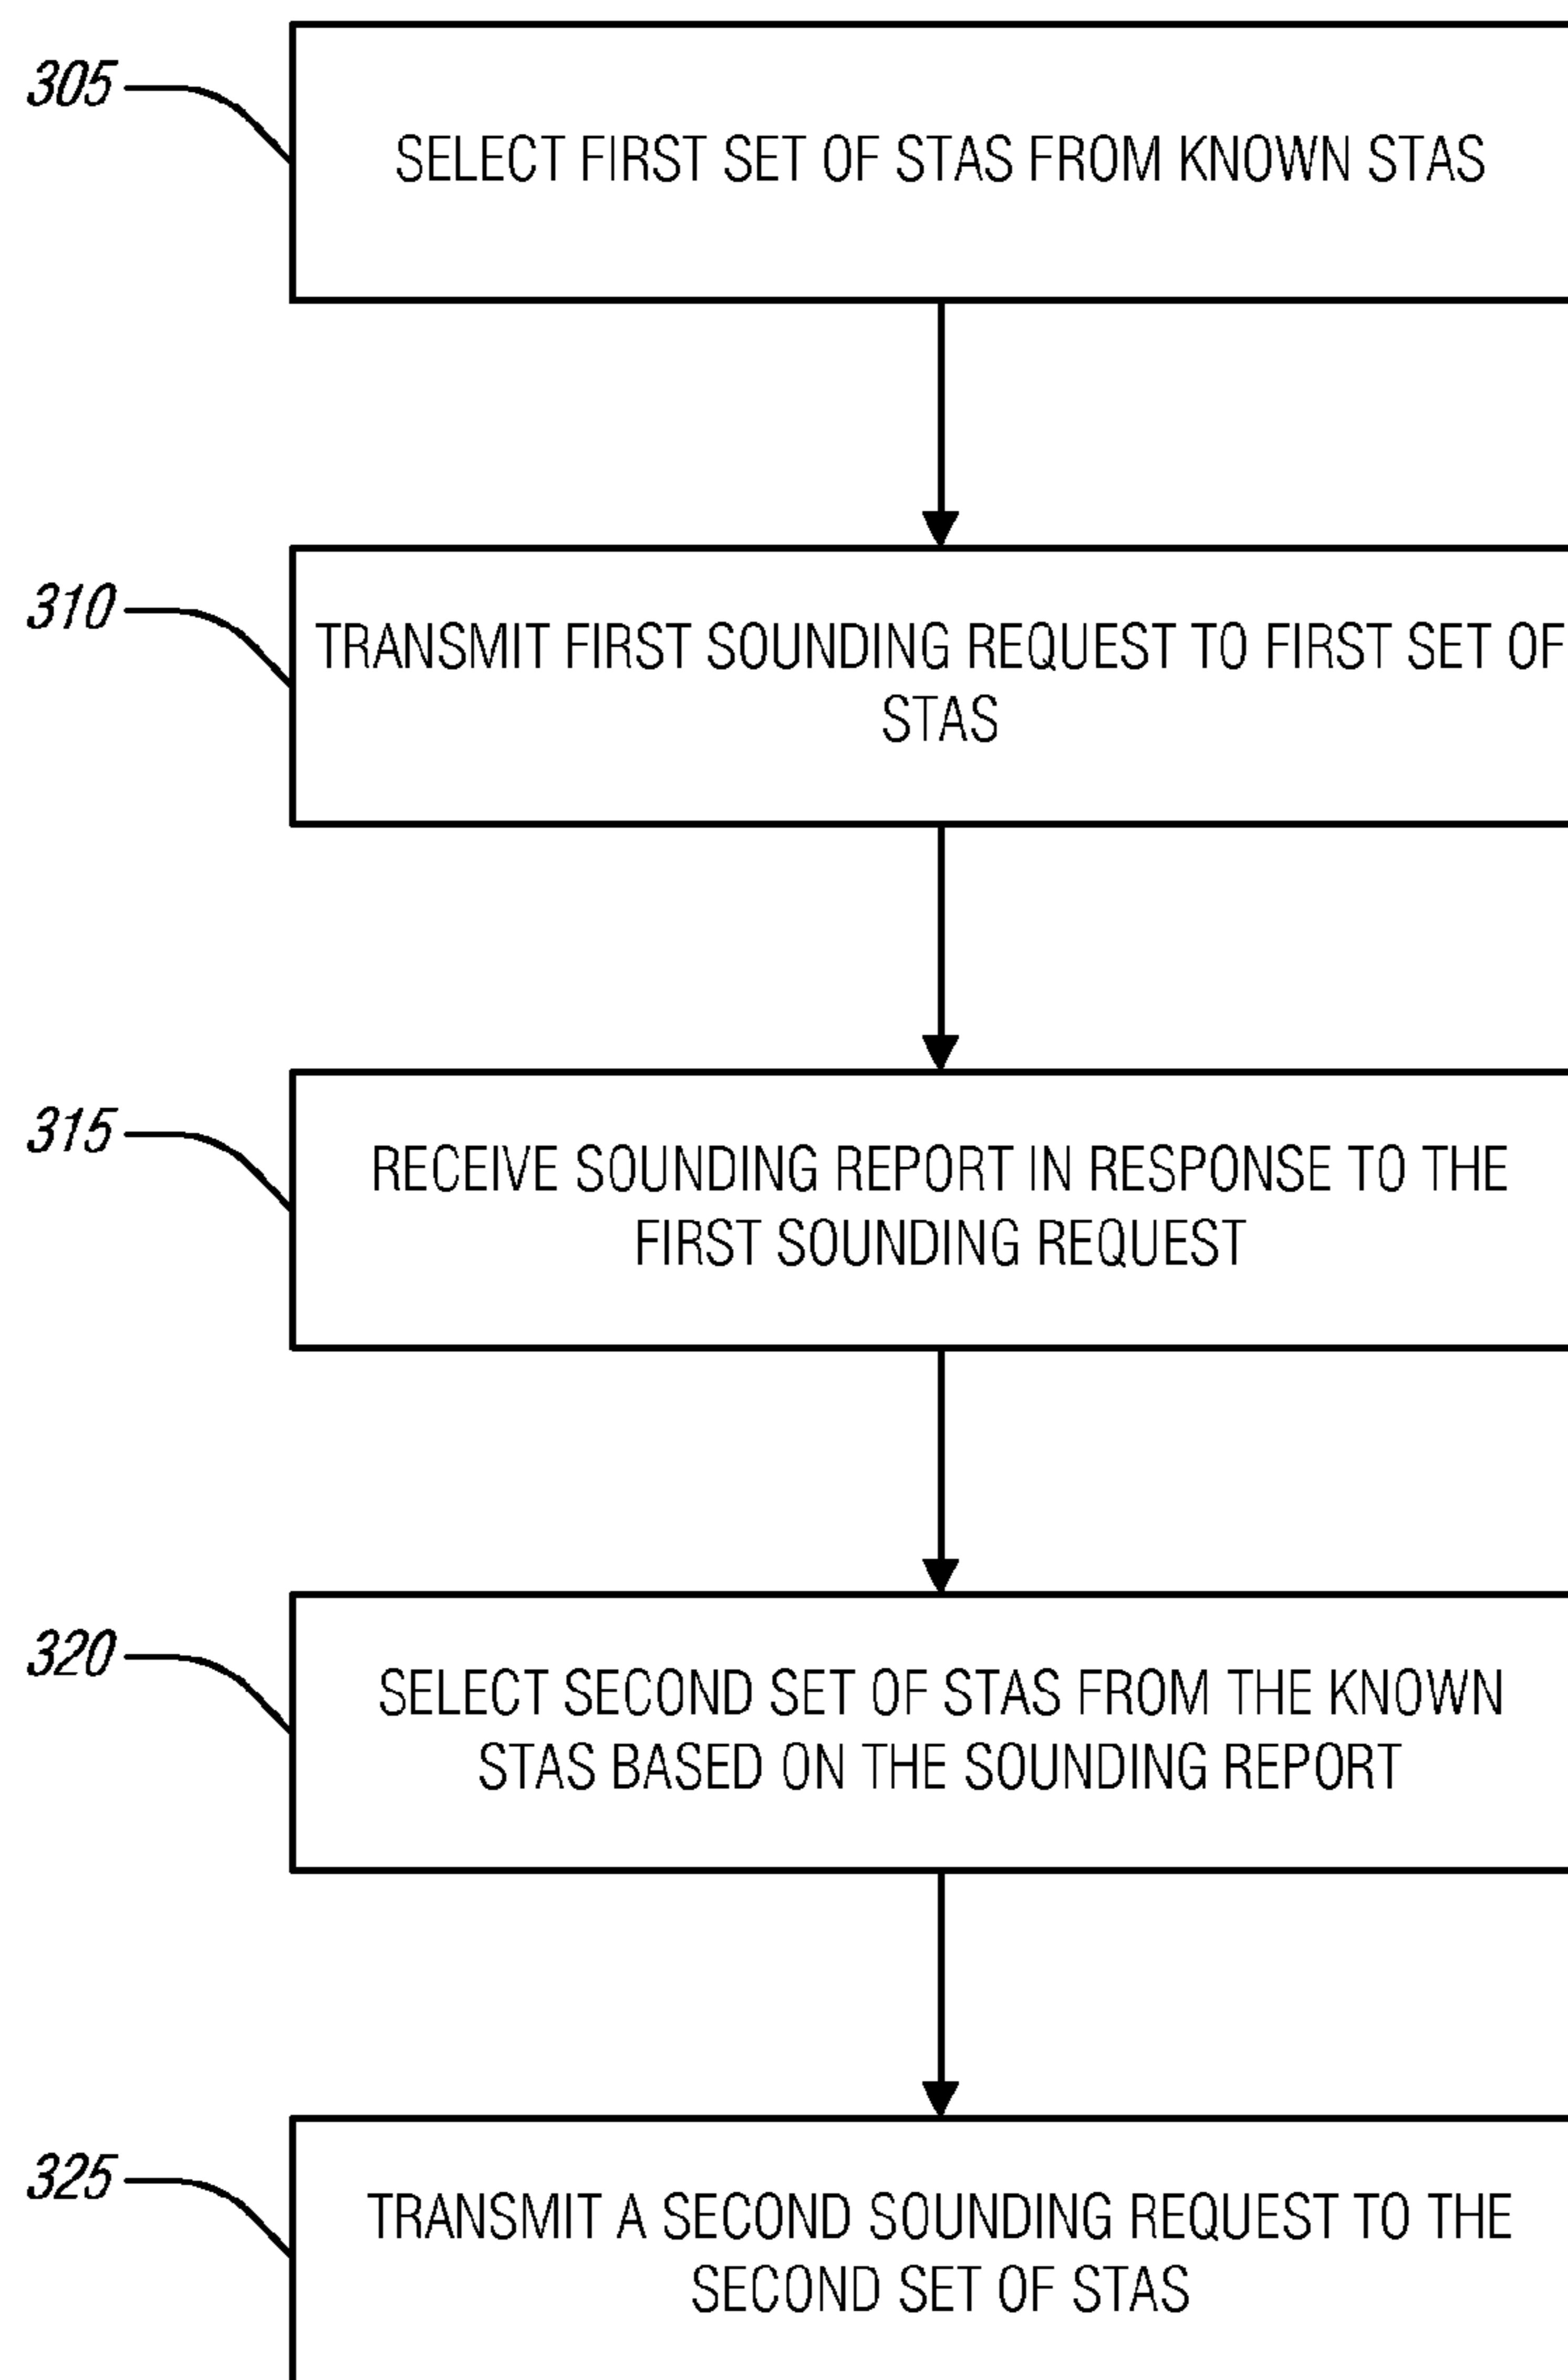 305
SELECT FIRST SET OF STAS FROM KNOWN STAS
310
TRANSMIT FIRST SOUNDING REQUEST TO FIRST SET OF
STAS
315
RECEIVE SOUNDING REPORT IN RESPONSE TO THE
FIRST SOUNDING REQUEST
320
SELECT SECOND SET OF STAS FROM THE KNOWN
STAS BASED ON THE SOUNDING REPORT
325
TRANSMIT A SECOND SOUNDING REQUEST TO THE
SECOND SET OF STAS